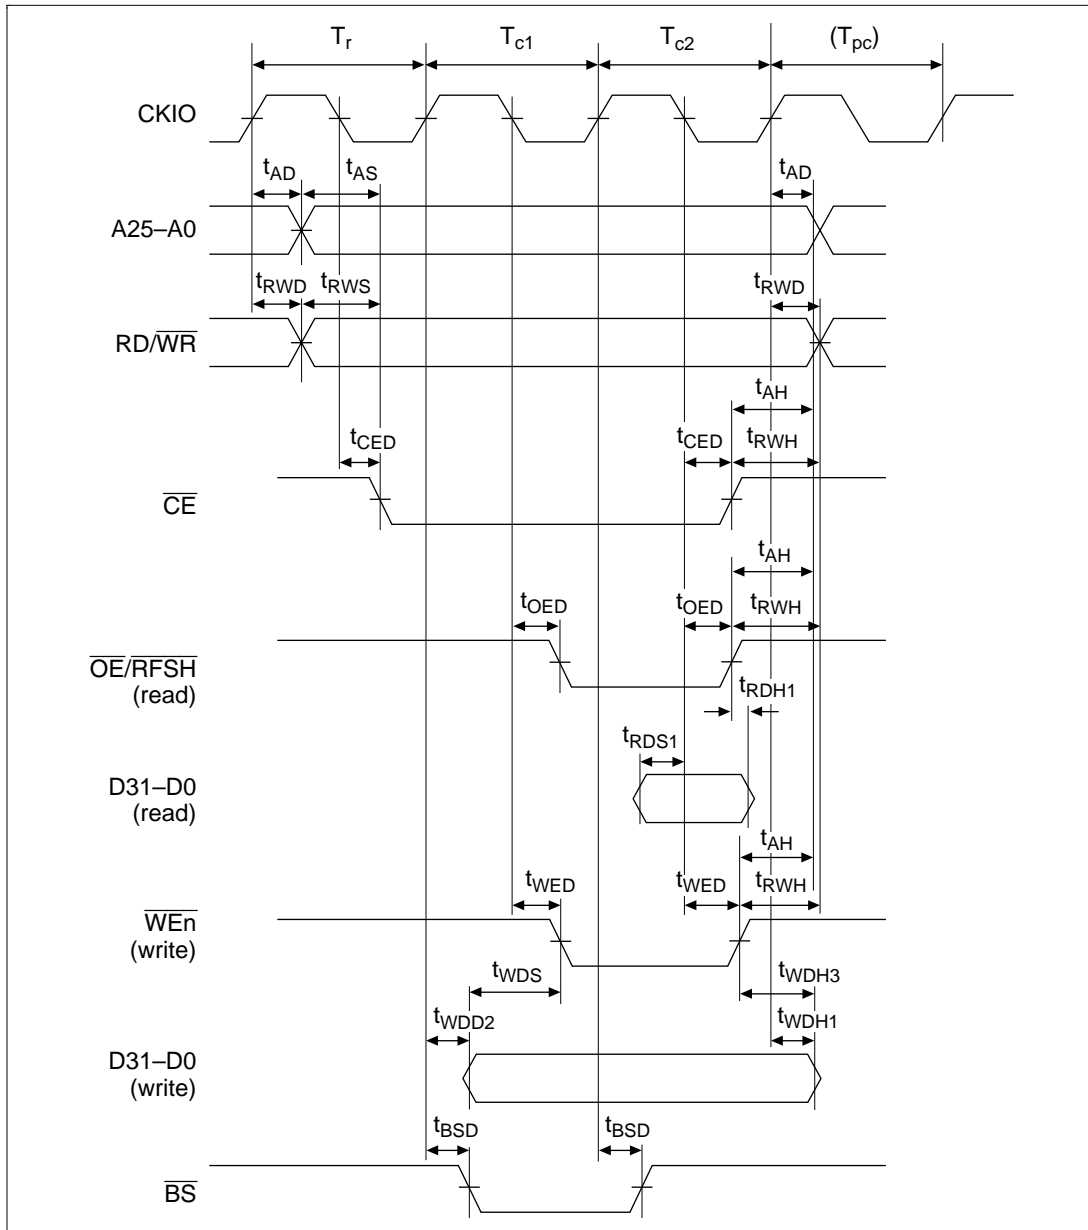 Tr Tc1 Tc2 (Tpc)
CKIO
tAD tAS tAD
A25–A0
tRWD tRWS tRWD
RD/WR
tAH
tCED tCED tRWH
CE
tAH
tOED tOED tRWH
OE/RFSH
(read)
tRDH1
tRDS1
D31–D0
(read)
tAH
tWED tWED tRWH
WEn
(write)
tWDS tWDH3
tWDD2 tWDH1
D31–D0
(write)
tBSD tBSD
BS